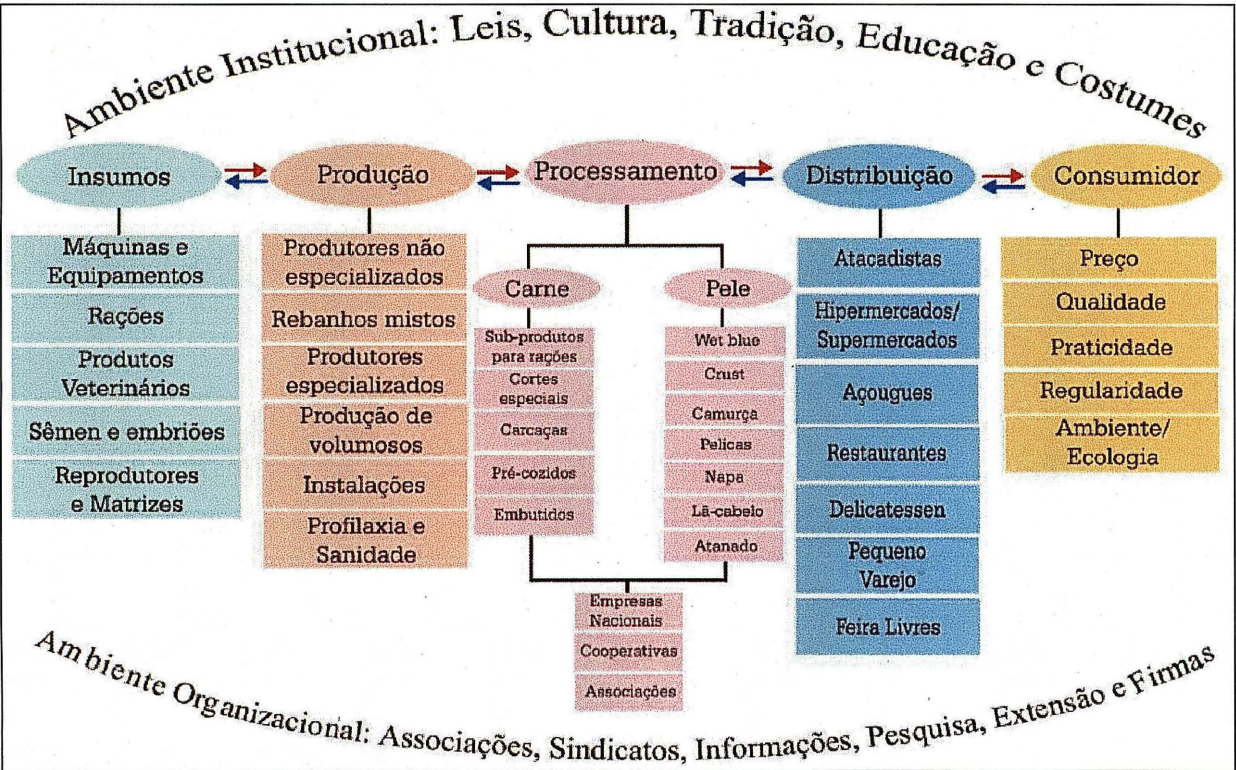 Ambiente Institucional: Leis, Cultura, Tradição, Educação e Costumes
Insumos
Máquinas e
Equipamentos
Rações
Produtos
Veterinários
Sêmen e embriões
Reprodutores
e Matrizes
Produção
Produtores não
especializados
Rebanhos mistos
Produtores
especializados
Produção de
volumosos
Instalações
Profilaxia e
Sanidade
Processamento
Carne
Sub-produtos
para rações
Cortes
especiais
Carcaças
Pré-cozidos
Embutidos
Pele
Wet blue
Crust
Camurça
Pelicas
Napa
Lã-cabelo
Atanado
Empresas
Nacionais
Cooperativas
Associações
Distribuição
Atacadistas
Hipermercados/
Supermercados
Açougues
Restaurantes
Delicatessen
Pequeno
Varejo
Feira Livres
Consumidor
Preço
Qualidade
Praticidade
Regularidade
Ambiente/
Ecologia
Ambiente Organizacional: Associações, Sindicatos, Informações, Pesquisa, Extensão e Firmas